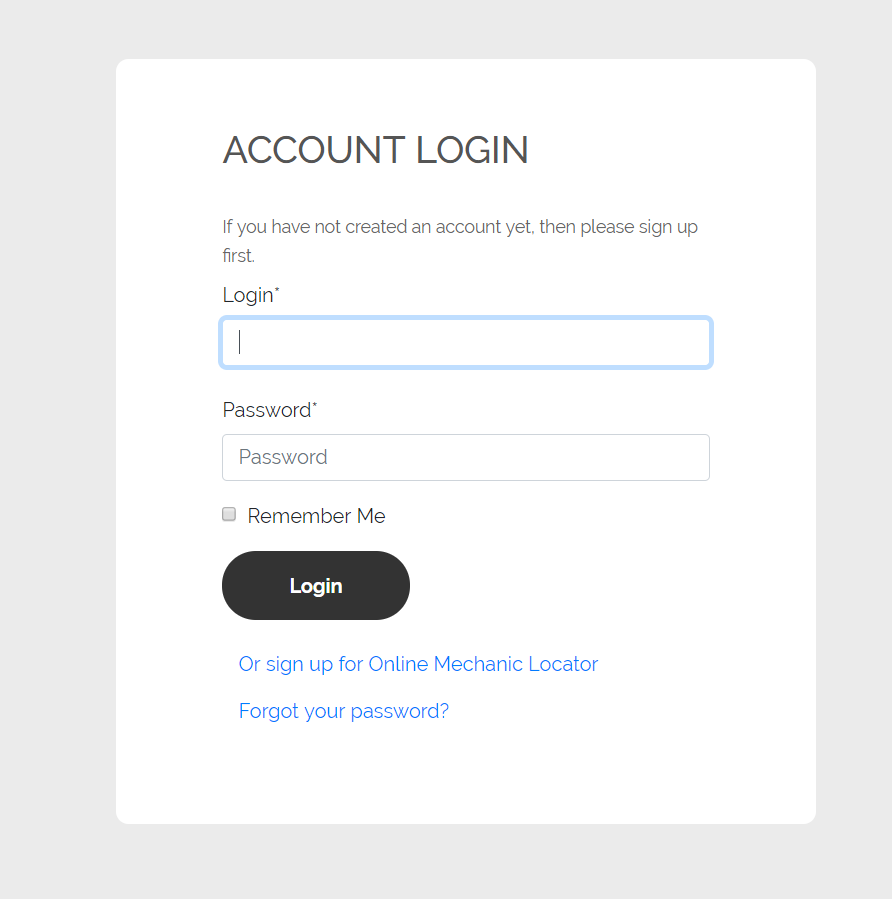 ACCOUNT LOGIN
If you have not created an account yet, then please sign up
first.
Login*
Password*
Password
Remember Me
Login
Or sign up for Online Mechanic Locator
Forgot your password?